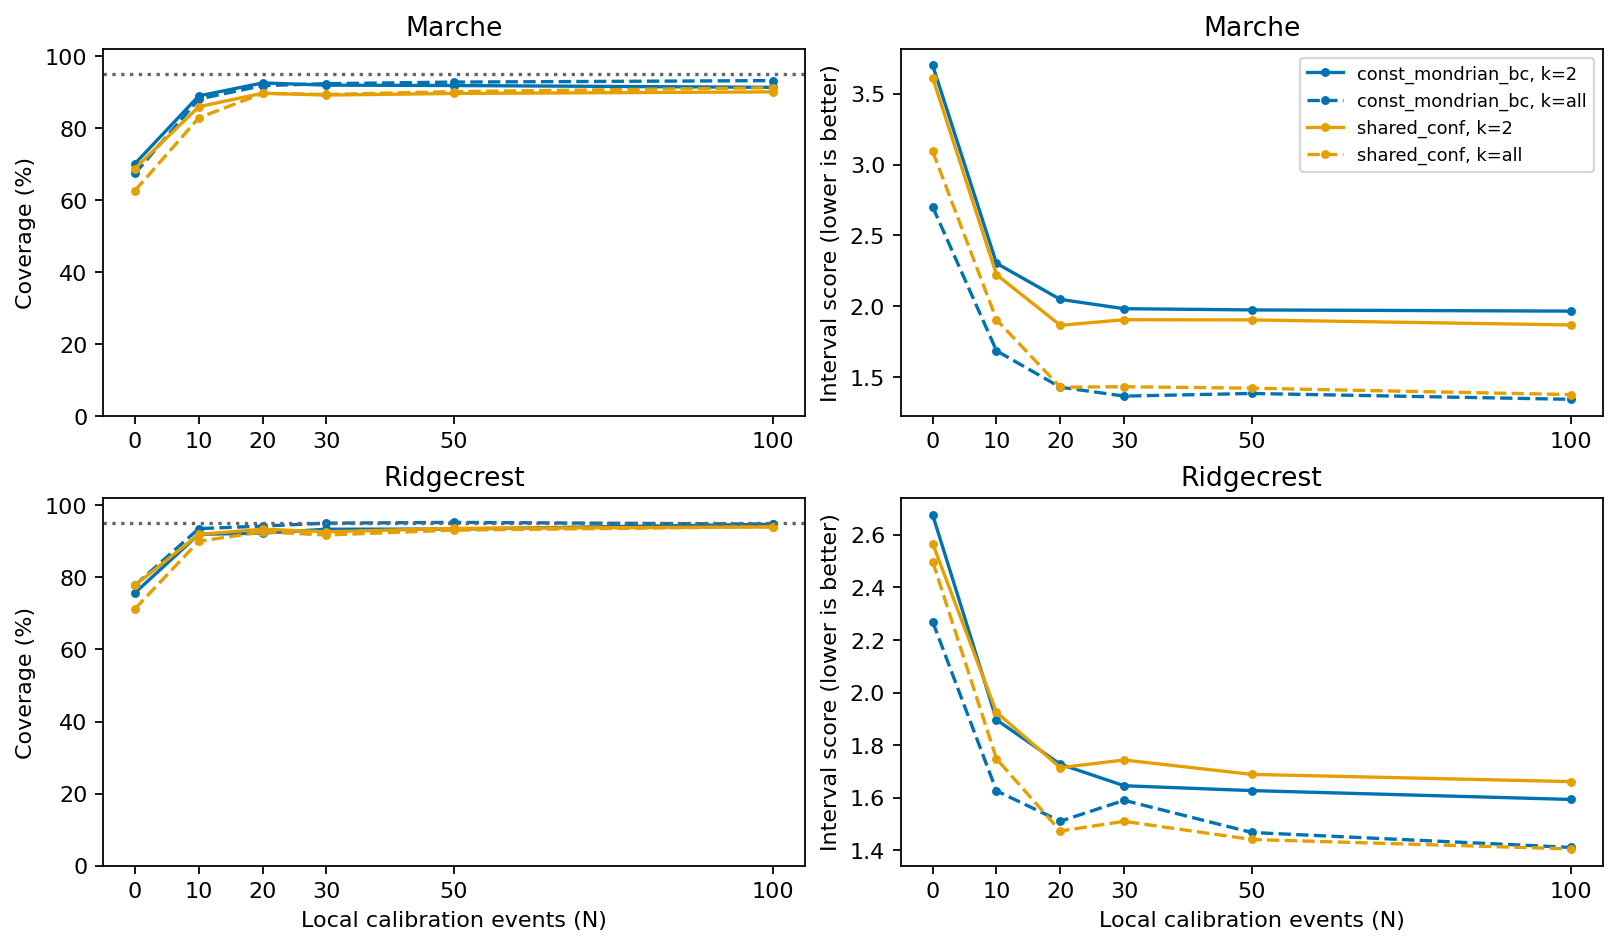 Marche
Coverage (%)
100
80
60
40
20
0
0 10 20 30 50 100
Marche
Interval score (lower is better)
3.5
3.0
2.5
2.0
1.5
0 10 20 30 50 100
const_mondrian_bc, k=2
const_mondrian_bc, k=all
shared_conf, k=2
shared_conf, k=all
Ridgecrest
Coverage (%)
100
80
60
40
20
0
0 10 20 30 50 100
Local calibration events (N)
Ridgecrest
Interval score (lower is better)
2.6
2.4
2.2
2.0
1.8
1.6
1.4
0 10 20 30 50 100
Local calibration events (N)